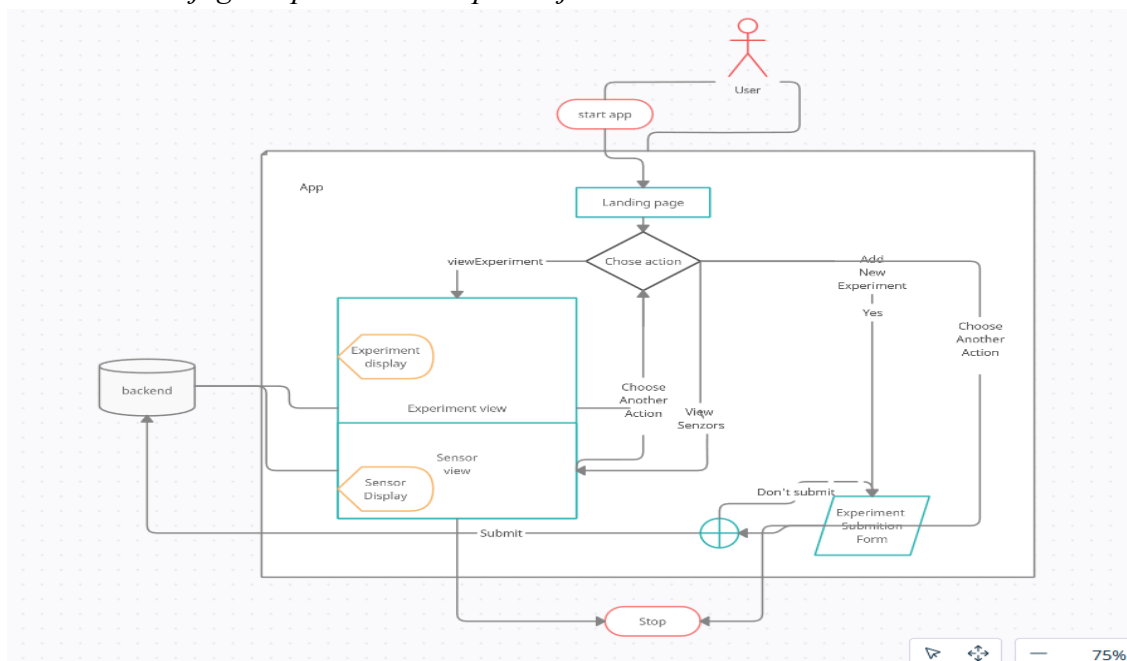 User
start app
App
Landing page
Chose action
viewExperiment
Add
New
Experiment
Yes
Choose
Another
Action
Experiment
display
backend
Experiment view
Choose
Another
Action
View
Senzors
Sensor
view
Sensor
Display
Don't submit
Experiment
Submition
Form
Submit
Stop
75%